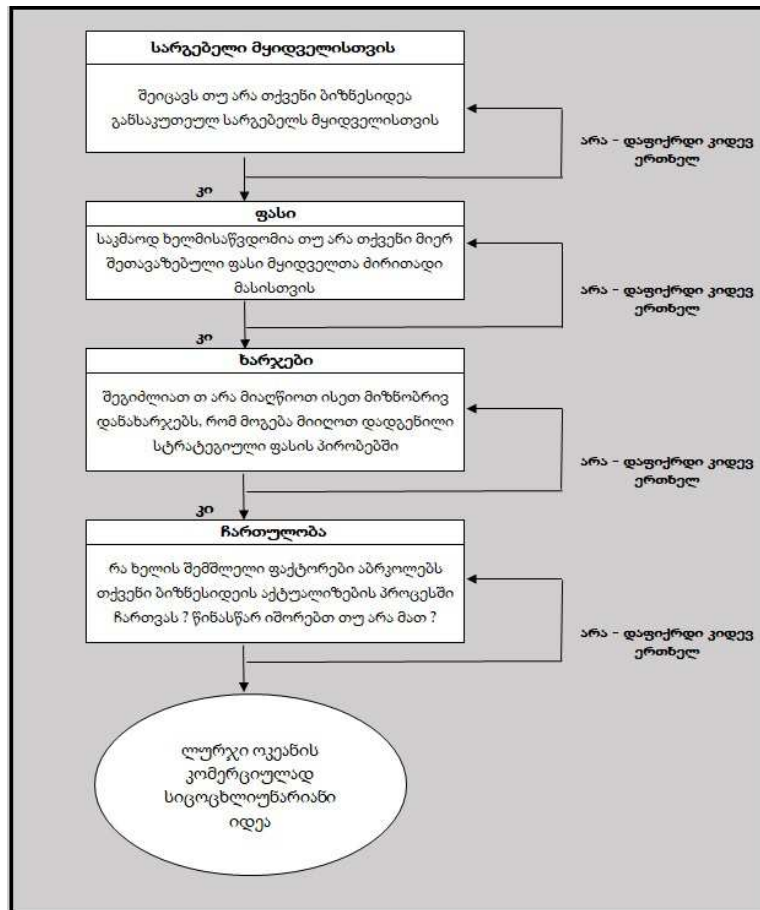 სარგებელი მყიდველისთვის
შეიცავს თუ არა თქვენი ბიზნესიდეა
განსაკუთეულ სარგებელს მყიდველისთვის
არა - დაფიქრდი კიდევ
ერთხელ
კი
ფასი
საკმაოდ ხელმისაწვდომია თუ არა თქვენი მიერ
შეთავაზებული ფასი მყიდველთა ძირითადი
მასისთვის
არა - დაფიქრდი კიდევ
ერთხელ
კი
ხარჯები
შეგიძლიათ თ არა მიაღწიოთ ისეთ მიზნობრივ
დანახარჯებს, რომ მოგება მიიღოთ დადგენილი
სტრატეგიული ფასის პირობებში
არა - დაფიქრდი კიდევ
ერთხელ
კი
ჩართულობა
რა ხელის შემშლელი ფაქტორები აბრკოლებს
თქვენი ბიზნესიდეის აქტუალიზების პროცესში
ჩართვას ? წინასწარ იშორებთ თუ არა მათ ?
არა - დაფიქრდი კიდევ
ერთხელ
ლურჯი ოკეანის
კომერციულად
სიცოცხლიუნარიანი
იდეა